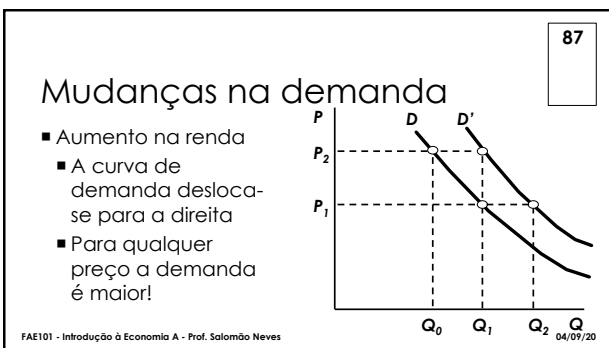 87
Mudanças na demanda
▪ Aumento na renda
▪ A curva de
demanda desloca-
se para a direita
▪ Para qualquer
preço a demanda
é maior!
P
D
D’
P2
P1
Q0
Q1
Q2
Q
FAE101 - Introdução à Economia A - Prof. Salomão Neves
04/09/20